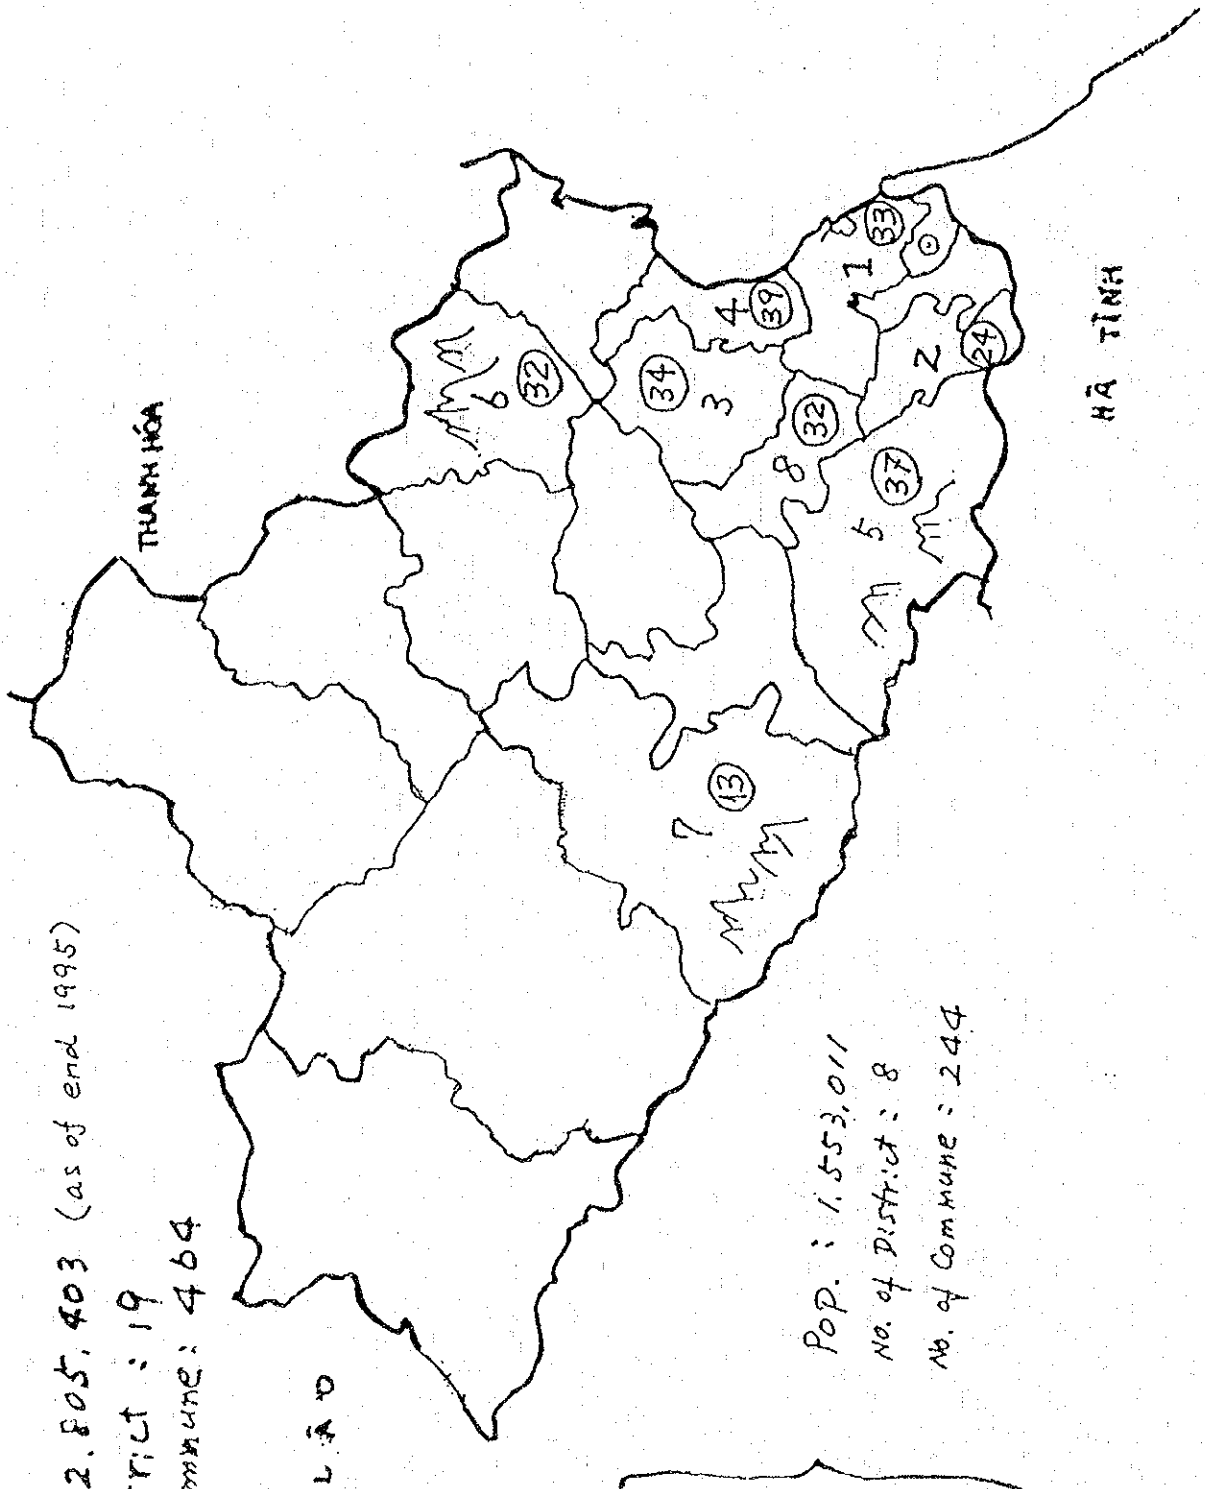 2.805.403 (as of end 1995)
trict : 19
mmune : 464
THANH HÓA
LÀO
6
32
4
39
34
3
33
1
8
32
2
24
5
37
7
13
HÀ TĨNH
Pop. : 1.553,011
No. of District : 8
No. of Commune : 244